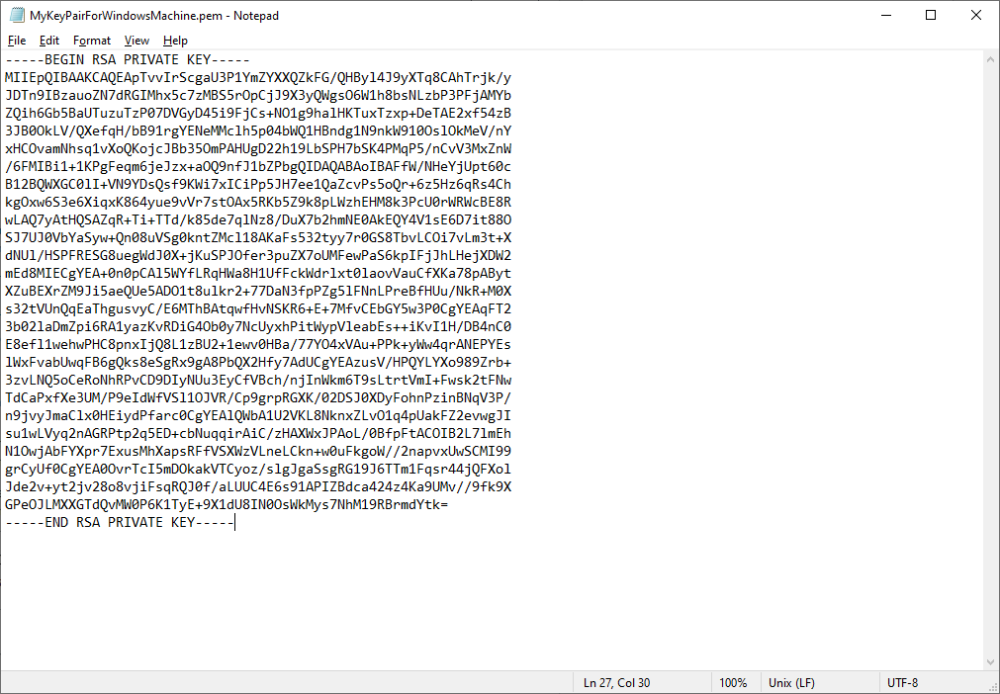 MyKeyPairForWindowsMachine.pem - Notepad
File Edit Format View Help
-----BEGIN RSA PRIVATE KEY-----
MIIEpQIBAAKCAQEApTvvIrScgaU3P1YmZYXXQZkFG/QHByl4J9yXTq8CAhTrjk/y
JDTn9IBzauoZN7dRGIMhx5c7zMBS5rOpCjJ9X3yQWgsO6W1h8bsNLzbP3PFjAMYb
ZQih6Gb5BaUTuzuTzP07DVGyD45i9FjCs+NO1g9halHKTuxTzxp+DeTAE2xf54zB
3JB0OkLV/QXefqH/bB91rgYENeMMclh5p04bWQ1HBndg1N9nkW910OslOkMeV/nY
xHCOvamNhsq1vXoQKojcJBb35OmPAHUgD22h19LbSPH7bSK4PMqP5/nCvV3MxZnW
/6FMIBi1+1KPgFeqm6jeJzx+aOQ9nfJ1bZPbgQIDAQABAoIBAFfW/NHeYjUpt60c
B12BQWXGC0lI+VN9YDsQsf9KWi7xICiPp5JH7ee1QaZcvPs5oQr+6z5Hz6qRs4Ch
kgOxw6S3e6XiqxK864yue9vVr7stOAx5RKb5Z9k8pLWzhEHM8k3PcU0rWRWcBE8R
wLAQ7yAtHQSAZqR+Ti+TTd/k85de7qlNz8/DuX7b2hmNE0AkEQY4V1sE6D7it88O
SJ7UJ0VbYaSyw+Qn08uVSg0kntZMcl18AKaFs532tyy7r0GS8TbvLCOi7vLm3t+X
dNUl/HSPFRESG8uegWdJ0X+jKuSPJOfer3puZX7oUMFewPaS6kpIFjJhLHejXDW2
mEd8MIECgYEA+0n0pCAl5WYfLRqHWa8H1UfFckWdrlxt0laovVauCfXKa78pAByt
XZuBEXrZM9Ji5aeQUe5ADO1t8ulkr2+77DaN3fpPZg5lFNnLPreBfHUu/NkR+M0X
s32tVUnQqEaThgusvyC/E6MThBAtqwfHvNSKR6+E+7MfvCEbGY5w3P0CgYEAqFT2
3b02laDmZpi6RA1yazKvRDiG4Ob0y7NcUyxhPitWypVleabEs++iKvI1H/DB4nC0
E8efl1wehwPHC8pnxIjQ8L1zBU2+1ewv0HBa/77YO4xVAu+PPk+yWw4qrANEPYEs
lWxFvabUwqFB6gQks8eSgRx9gA8PbQX2Hfy7AdUCgYEAzusV/HPQYLYXo989Zrb+
3zvLNQ5oCeRoNhRPvCD9DIyNUu3EyCfVBch/njInWkm6T9sLtrtVmI+Fwsk2tFNw
TdCaPxfXe3UM/P9eIdWfVSl1OJVR/Cp9grpRGXK/02DSJ0XDyFohnPzinBNqV3P/
n9jvyJmaClx0HEiydPfarc0CgYEAlQWbA1U2VKL8NknxZLvO1q4pUakFZ2evwgJI
su1wLVyq2nAGRPtp2q5ED+cbNuqqirAiC/zHAXWxJPAoL/0BfpFtACOIB2L7lmEh
N1OwjAbFYXpr7ExusMhXapsRFfVSXWzVLneLCkn+w0uFkgoW//2napvxUwSCMI99
grCyUf0CgYEA0OvrTcI5mDOkakVTCyoz/slgJgaSsgRG19J6TTm1Fqsr44jQFXol
Jde2v+yt2jv28o8vjiFsqRQJ0f/aLUUC4E6s91APIZBdca424z4Ka9UMv//9fk9X
GPeOJLMXXGTdQvMW0P6K1TyE+9X1dU8IN0OsWkMys7NhM19RBrmdYtk=
-----END RSA PRIVATE KEY-----
Ln 27, Col 30 100% Unix (LF) UTF-8